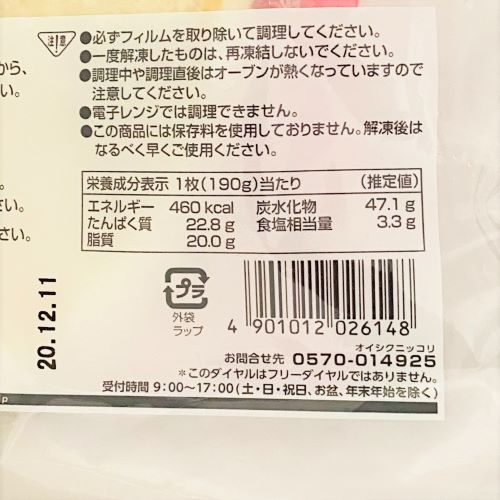 注意
●必ずフィルムを取り除いて調理してください。
●一度解凍したものは、再凍結しないでください。
●調理中や調理直後はオーブンが熱くなっていますので
注意してください。
●電子レンジでは調理できません。
●この商品には保存料を使用しておりません。解凍後は
なるべく早くご使用ください。
から、
い。
。
さい。
さい。
栄養成分表示 1枚(190g)当たり (推定値)
エネルギー 460 kcal 炭水化物 47.1 g
たんぱく質 22.8 g 食塩相当量 3.3 g
脂質 20.0 g
プラ
外袋
ラップ
20.12.11
4 901012 026148
オイシクニッコリ
お問合せ先 0570-014925
*このダイヤルはフリーダイヤルではありません。
受付時間 9:00〜17:00(土・日・祝日、お盆、年末年始を除く)
p